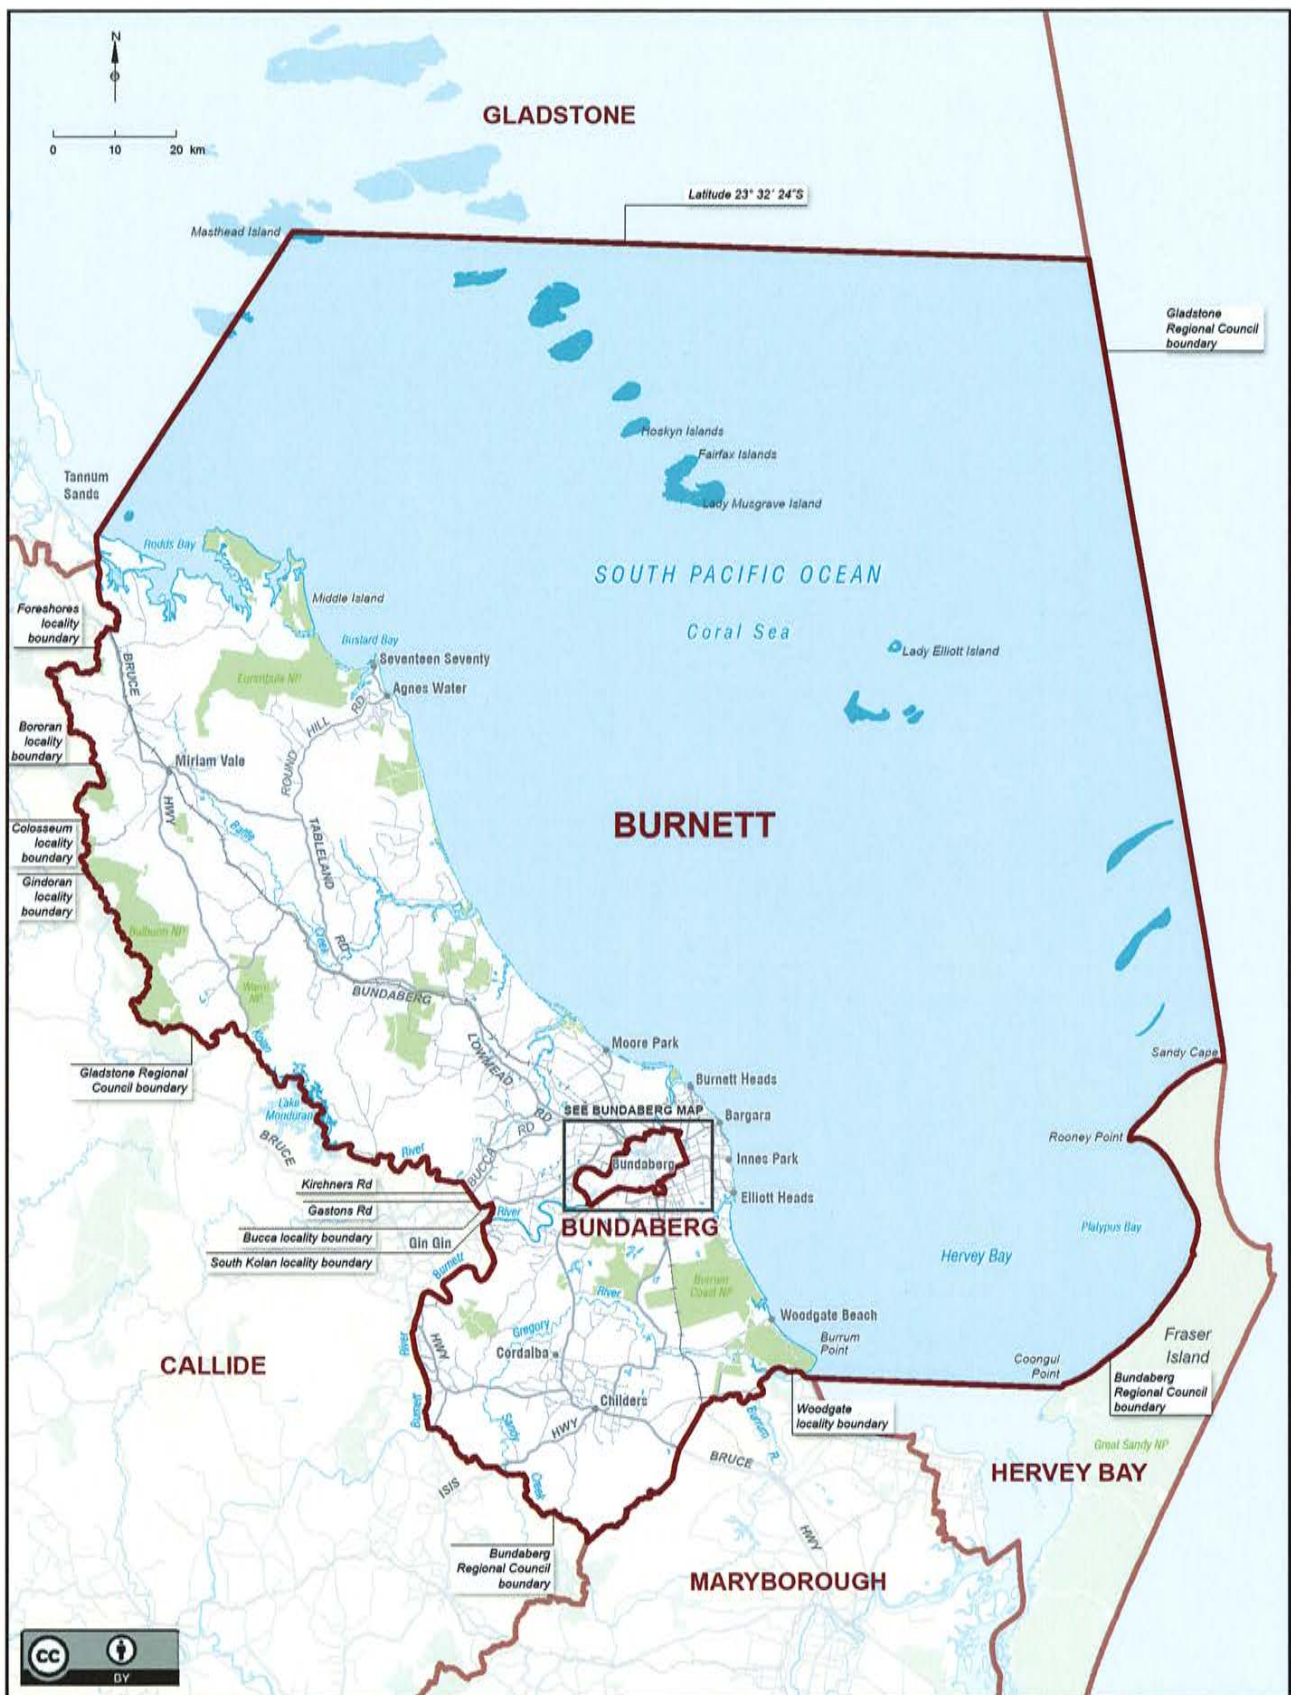 N
GLADSTONE
0 10 20 km
Latitude 23° 32' 24"S
Masthead Island
Gladstone
Regional Council
boundary
Hoskyn Islands
Fairfax Islands
Tannum
Sands
Lady Musgrave Island
Rodds Bay
SOUTH PACIFIC OCEAN
Middle Island
Foreshores
locality
boundary
Coral Sea
Bustard Bay
BRUCE
Seventeen Seventy
Lady Elliott Island
Eurimbula NP
Agnes Water
ROUND HILL RD
Bororan
locality
boundary
Miriam Vale
HWY
BURNETT
Colosseum
locality
boundary
Baffle
TABLELAND
Gindoran
locality
boundary
Bulburin NP
Creek
RD
Warro
NP
BUNDABERG
Kolan
LOWMEAD
Moore Park
Sandy Cape
Gladstone Regional
Council boundary
Burnett Heads
Lake
Monduran
RD
SEE BUNDABERG MAP
Bargara
BRUCE
RD
Rooney Point
River
BUCCA
Bundaberg
Innes Park
Kirchners Rd
Elliott Heads
Gastons Rd
River
BUNDABERG
Platypus Bay
Bucca locality boundary
Gin Gin
South Kolan locality boundary
Burnett
Hervey Bay
Burrum
Coast NP
River
Woodgate Beach
Gregory
River
HWY
Burrum
Point
Fraser
Island
Cordalba
CALLIDE
Coongul
Point
Bundaberg
Regional Council
boundary
Burnett
Childers
Woodgate
locality boundary
Sandy
HWY
Burrum R.
Great Sandy NP
BRUCE
HERVEY BAY
ISIS
Creek
HWY
Bundaberg
Regional Council
boundary
MARYBOROUGH
CC
BY